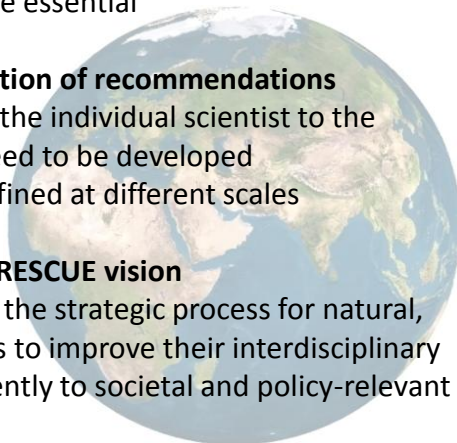 e essential
tion of recommendations
the individual scientist to the
eed to be developed
fined at different scales
RESCUE vision
the strategic process for natural,
s to improve their interdisciplinary
ently to societal and policy-relevant